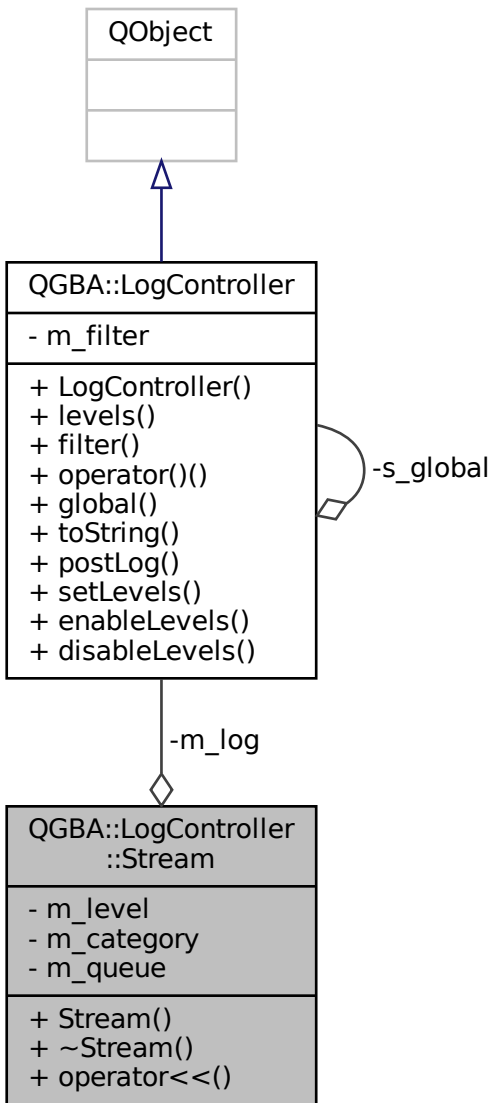 QObject
QGBA::LogController
- m_filter
+ LogController()
+ levels()
+ filter()
+ operator()()
+ global()
+ toString()
+ postLog()
+ setLevels()
+ enableLevels()
+ disableLevels()
-s_global
-m_log
QGBA::LogController
::Stream
- m_level
- m_category
- m_queue
+ Stream()
+ ~Stream()
+ operator<<()